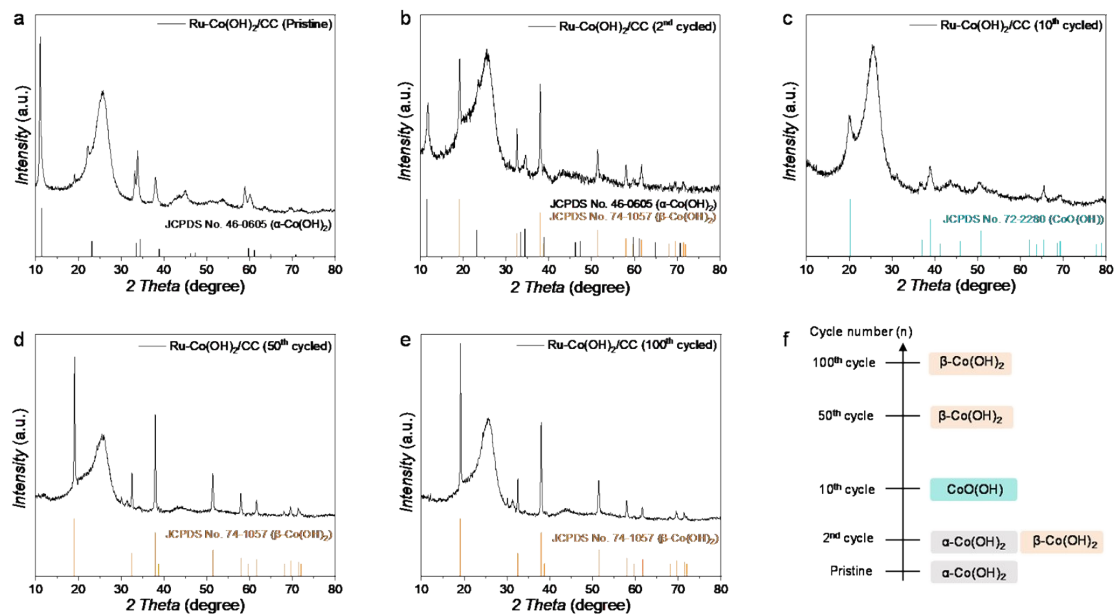 a
Ru-Co(OH)₂/CC (Pristine)
Intensity (a.u.)
JCPDS No. 46-0605 (α-Co(OH)₂)
10 20 30 40 50 60 70 80
2 Theta (degree)
b
Ru-Co(OH)₂/CC (2ⁿᵈ cycled)
Intensity (a.u.)
JCPDS No. 46-0605 (α-Co(OH)₂)
JCPDS No. 74-1057 (β-Co(OH)₂)
10 20 30 40 50 60 70 80
2 Theta (degree)
c
Ru-Co(OH)₂/CC (10ᵗʰ cycled)
Intensity (a.u.)
JCPDS No. 72-2280 (CoO(OH))
10 20 30 40 50 60 70 80
2 Theta (degree)
d
Ru-Co(OH)₂/CC (50ᵗʰ cycled)
Intensity (a.u.)
JCPDS No. 74-1057 (β-Co(OH)₂)
10 20 30 40 50 60 70 80
2 Theta (degree)
e
Ru-Co(OH)₂/CC (100ᵗʰ cycled)
Intensity (a.u.)
JCPDS No. 74-1057 (β-Co(OH)₂)
10 20 30 40 50 60 70 80
2 Theta (degree)
f
Cycle number (n)
100ᵗʰ cycle β-Co(OH)₂
50ᵗʰ cycle β-Co(OH)₂
10ᵗʰ cycle CoO(OH)
2ⁿᵈ cycle α-Co(OH)₂ β-Co(OH)₂
Pristine α-Co(OH)₂